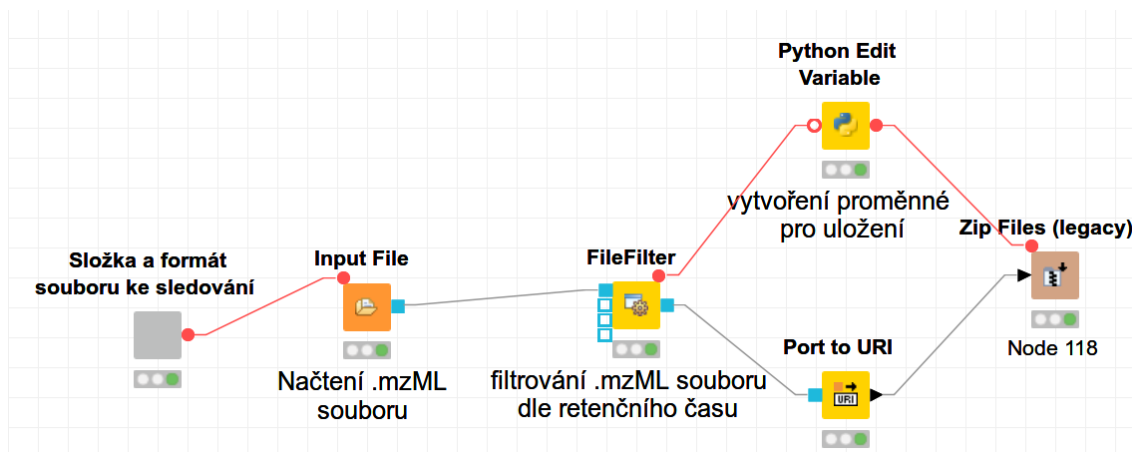 Python Edit
Variable
vytvoření proměnné
pro uložení
Zip Files (legacy)
Složka a formát
souboru ke sledování
Input File
FileFilter
Načtení .mzML
souboru
filtrování .mzML souboru
dle retenčního času
Port to URI
URI
Node 118